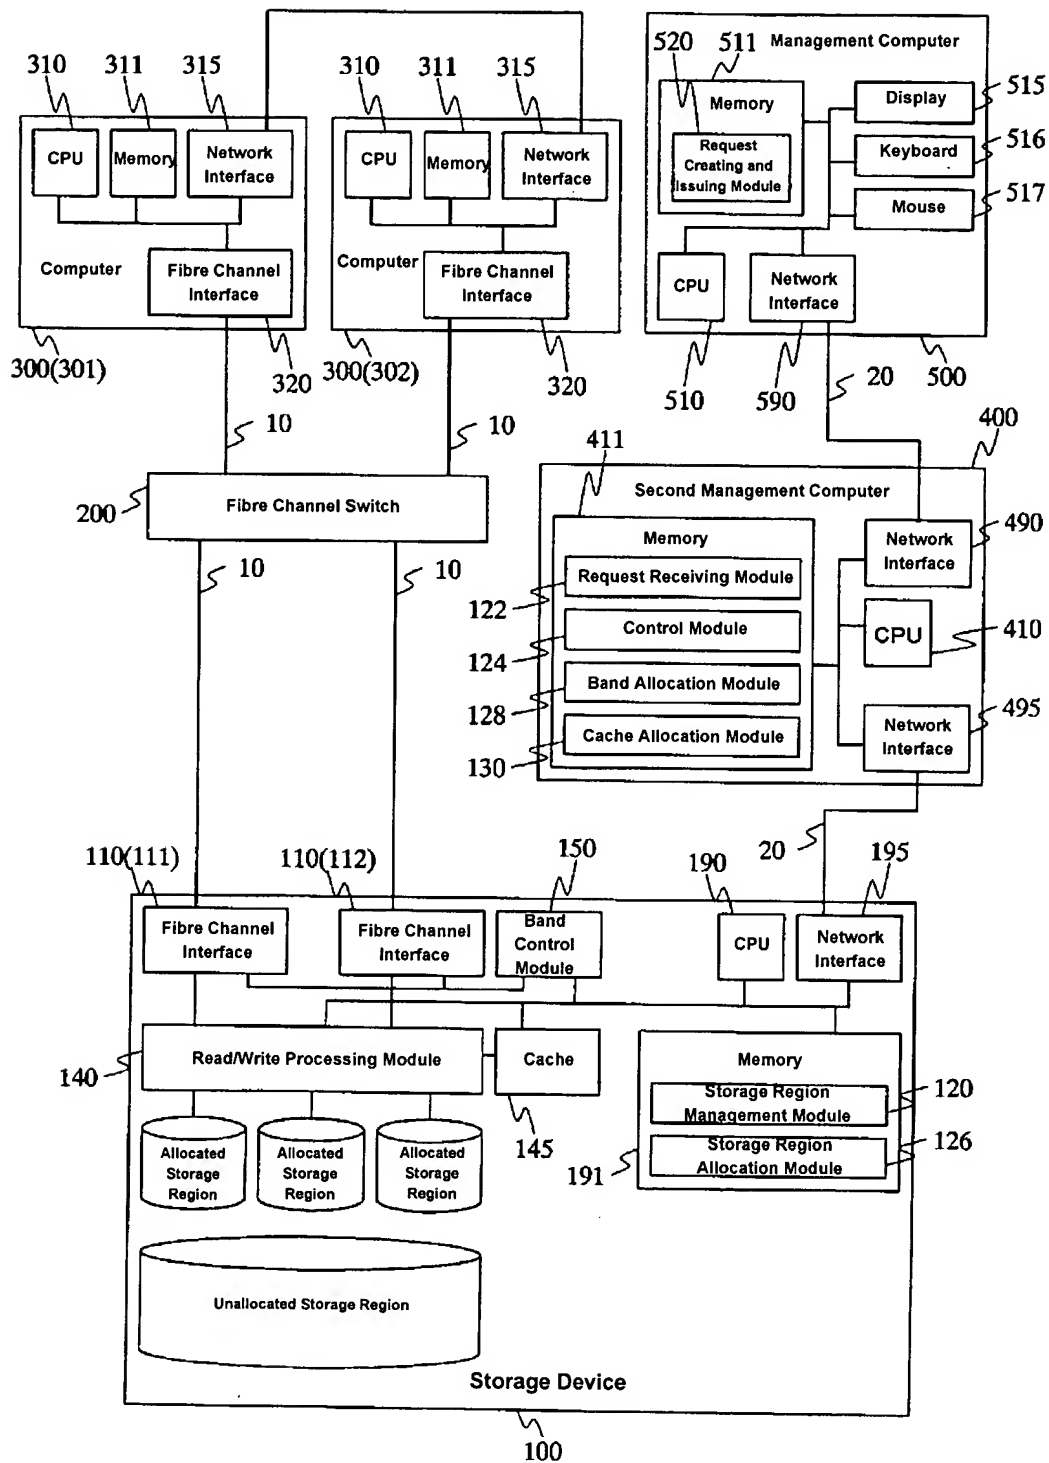 310
311
315
CPU
Memory
Network
Interface
Computer
Fibre Channel
Interface
300(301)
320
310
311
315
CPU
Memory
Network
Interface
Computer
Fibre Channel
Interface
300(302)
320
Management Computer
520
511
Memory
Request
Creating and
Issuing Module
Display
515
Keyboard
516
Mouse
517
CPU
Network
Interface
510
590
20
500
10
10
200
Fibre Channel Switch
10
10
400
411
Second Management Computer
Memory
Request Receiving Module
122
Control Module
124
Band Allocation Module
128
Cache Allocation Module
130
Network
Interface
490
CPU
410
Network
Interface
495
20
110(111)
110(112)
150
190
195
Fibre Channel
Interface
Fibre Channel
Interface
Band
Control
Module
CPU
Network
Interface
140
Read/Write Processing Module
Cache
145
Memory
Storage Region
Management Module
120
Storage Region
Allocation Module
126
191
Allocated
Storage
Region
Allocated
Storage
Region
Allocated
Storage
Region
Unallocated Storage Region
Storage Device
100